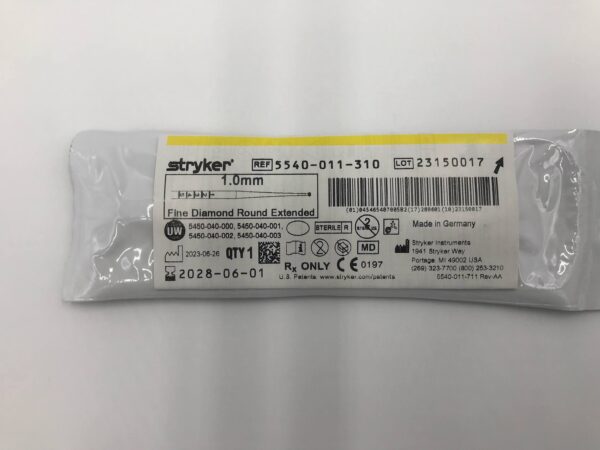 stryker® REF 5540-011-310 LOT 23150017
1.0mm
Fine Diamond Round Extended
(01)04546540700582(17)280601(10)23150017
UW 5450-040-000, 5450-040-001,
5450-040-002, 5450-040-003
STERILE R
Made in Germany
2023-06-26 QTY 1
MD
Stryker Instruments
1941 Stryker Way
Portage, MI 49002 USA
(269) 323-7700 (800) 253-3210
2028-06-01
Rx ONLY CE 0197
U.S. Patents: www.stryker.com/patents
5540-011-711 Rev-AA